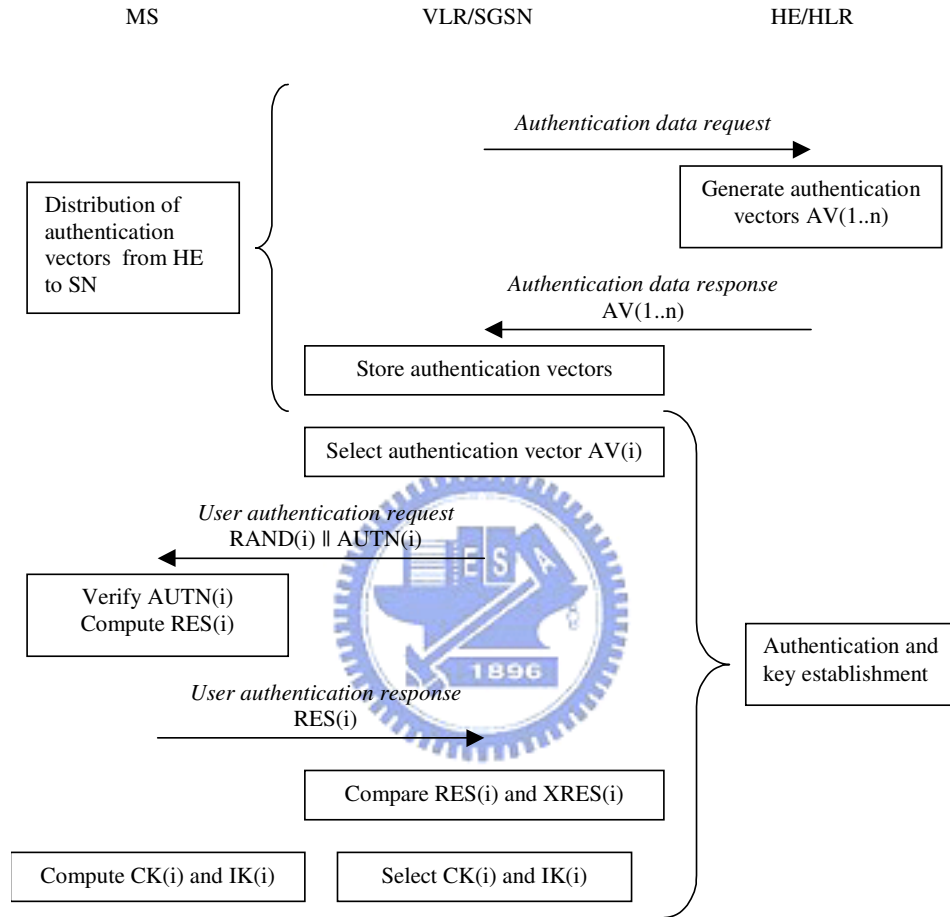 MS
VLR/SGSN
HE/HLR
Authentication data request
Generate authentication
vectors AV(1..n)
Distribution of
authentication
vectors from HE
to SN
Authentication data response
AV(1..n)
Store authentication vectors
Select authentication vector AV(i)
User authentication request
RAND(i) || AUTN(i)
E S A
Verify AUTN(i)
Compute RES(i)
1896
Authentication and
key establishment
User authentication response
RES(i)
Compare RES(i) and XRES(i)
Compute CK(i) and IK(i)
Select CK(i) and IK(i)